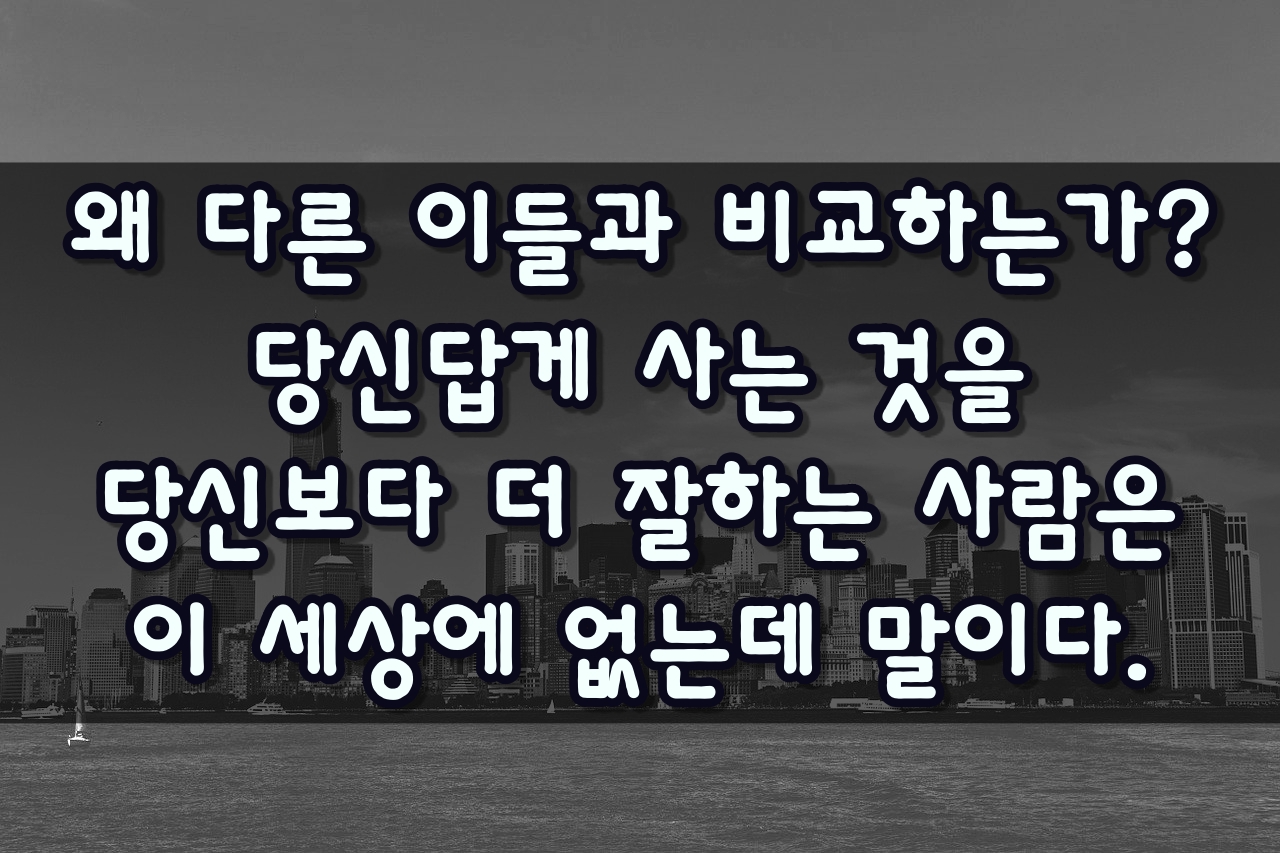 왜 다른 이들과 비교하는가?
당신답게 사는 것을
당신보다 더 잘하는 사람은
이 세상에 없는데 말이다.